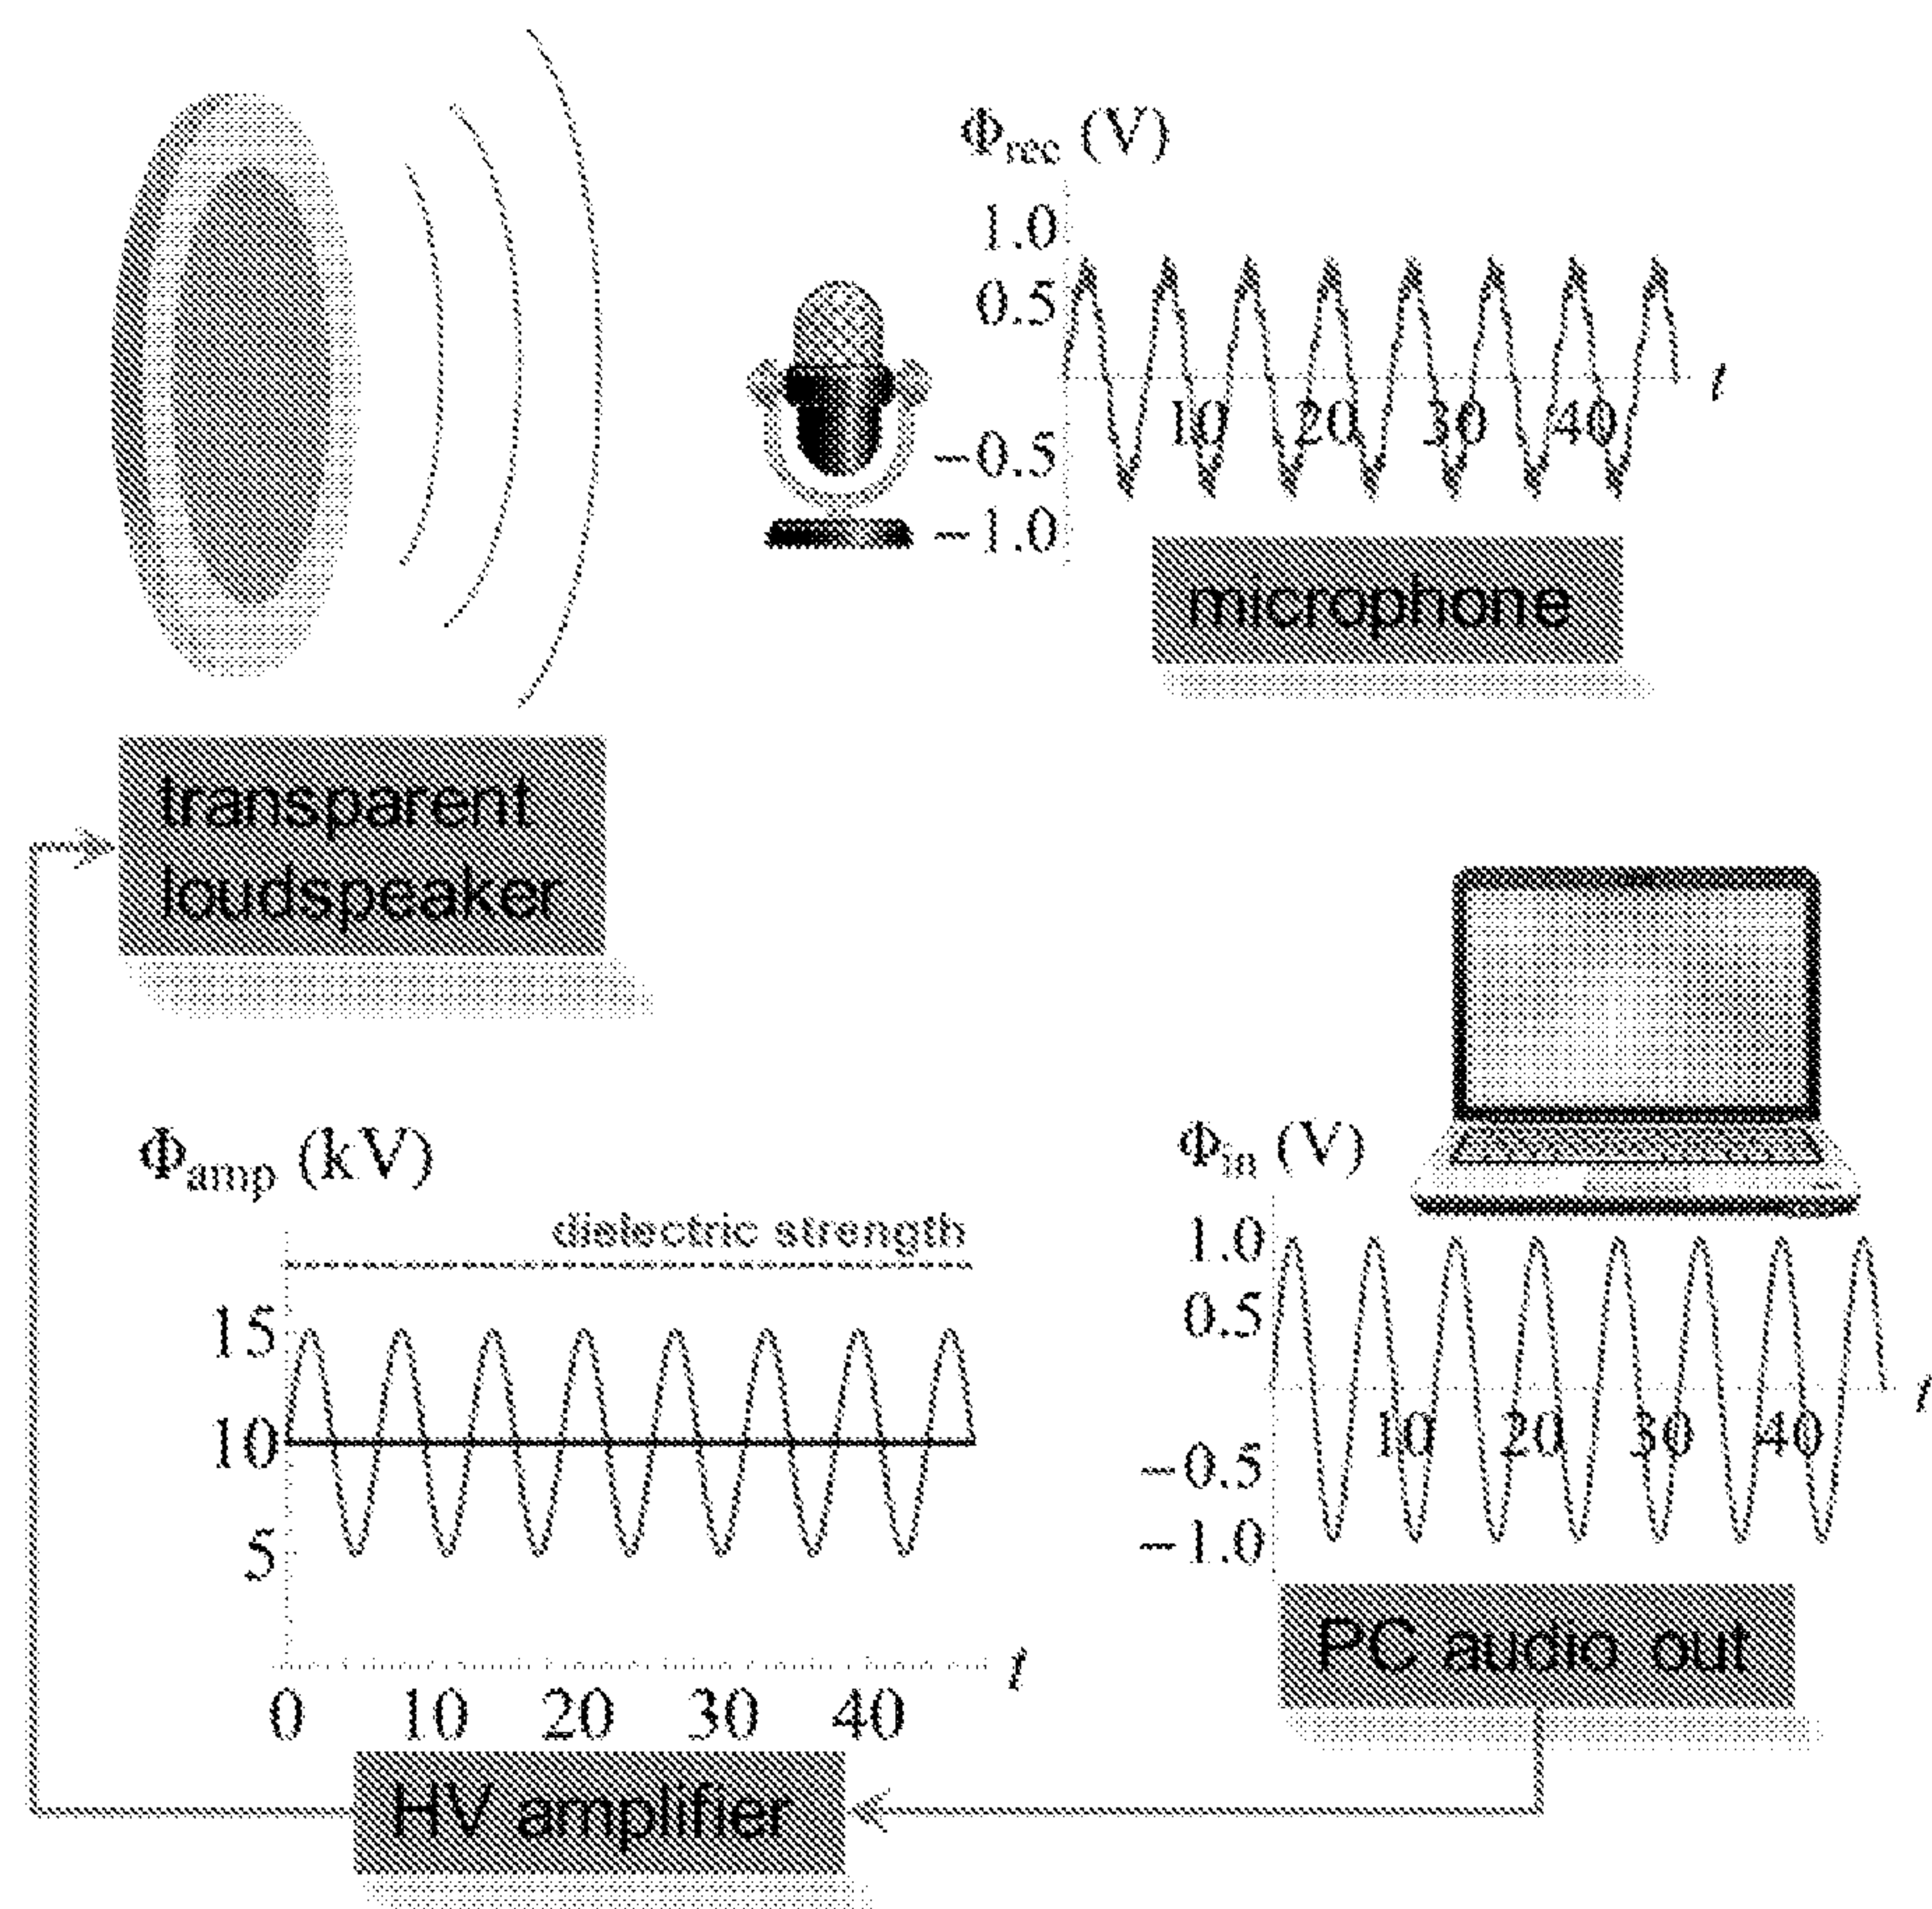 Φrec (V)
1.0
0.5
t
10 20 30 40
−0.5
−1.0
microphone
transparent
loudspeaker
Φamp (kV)
dielectric strength
15
10
5
t
0 10 20 30 40
HV amplifier
Φin (V)
1.0
0.5
t
10 20 30 40
−0.5
−1.0
PC audio out